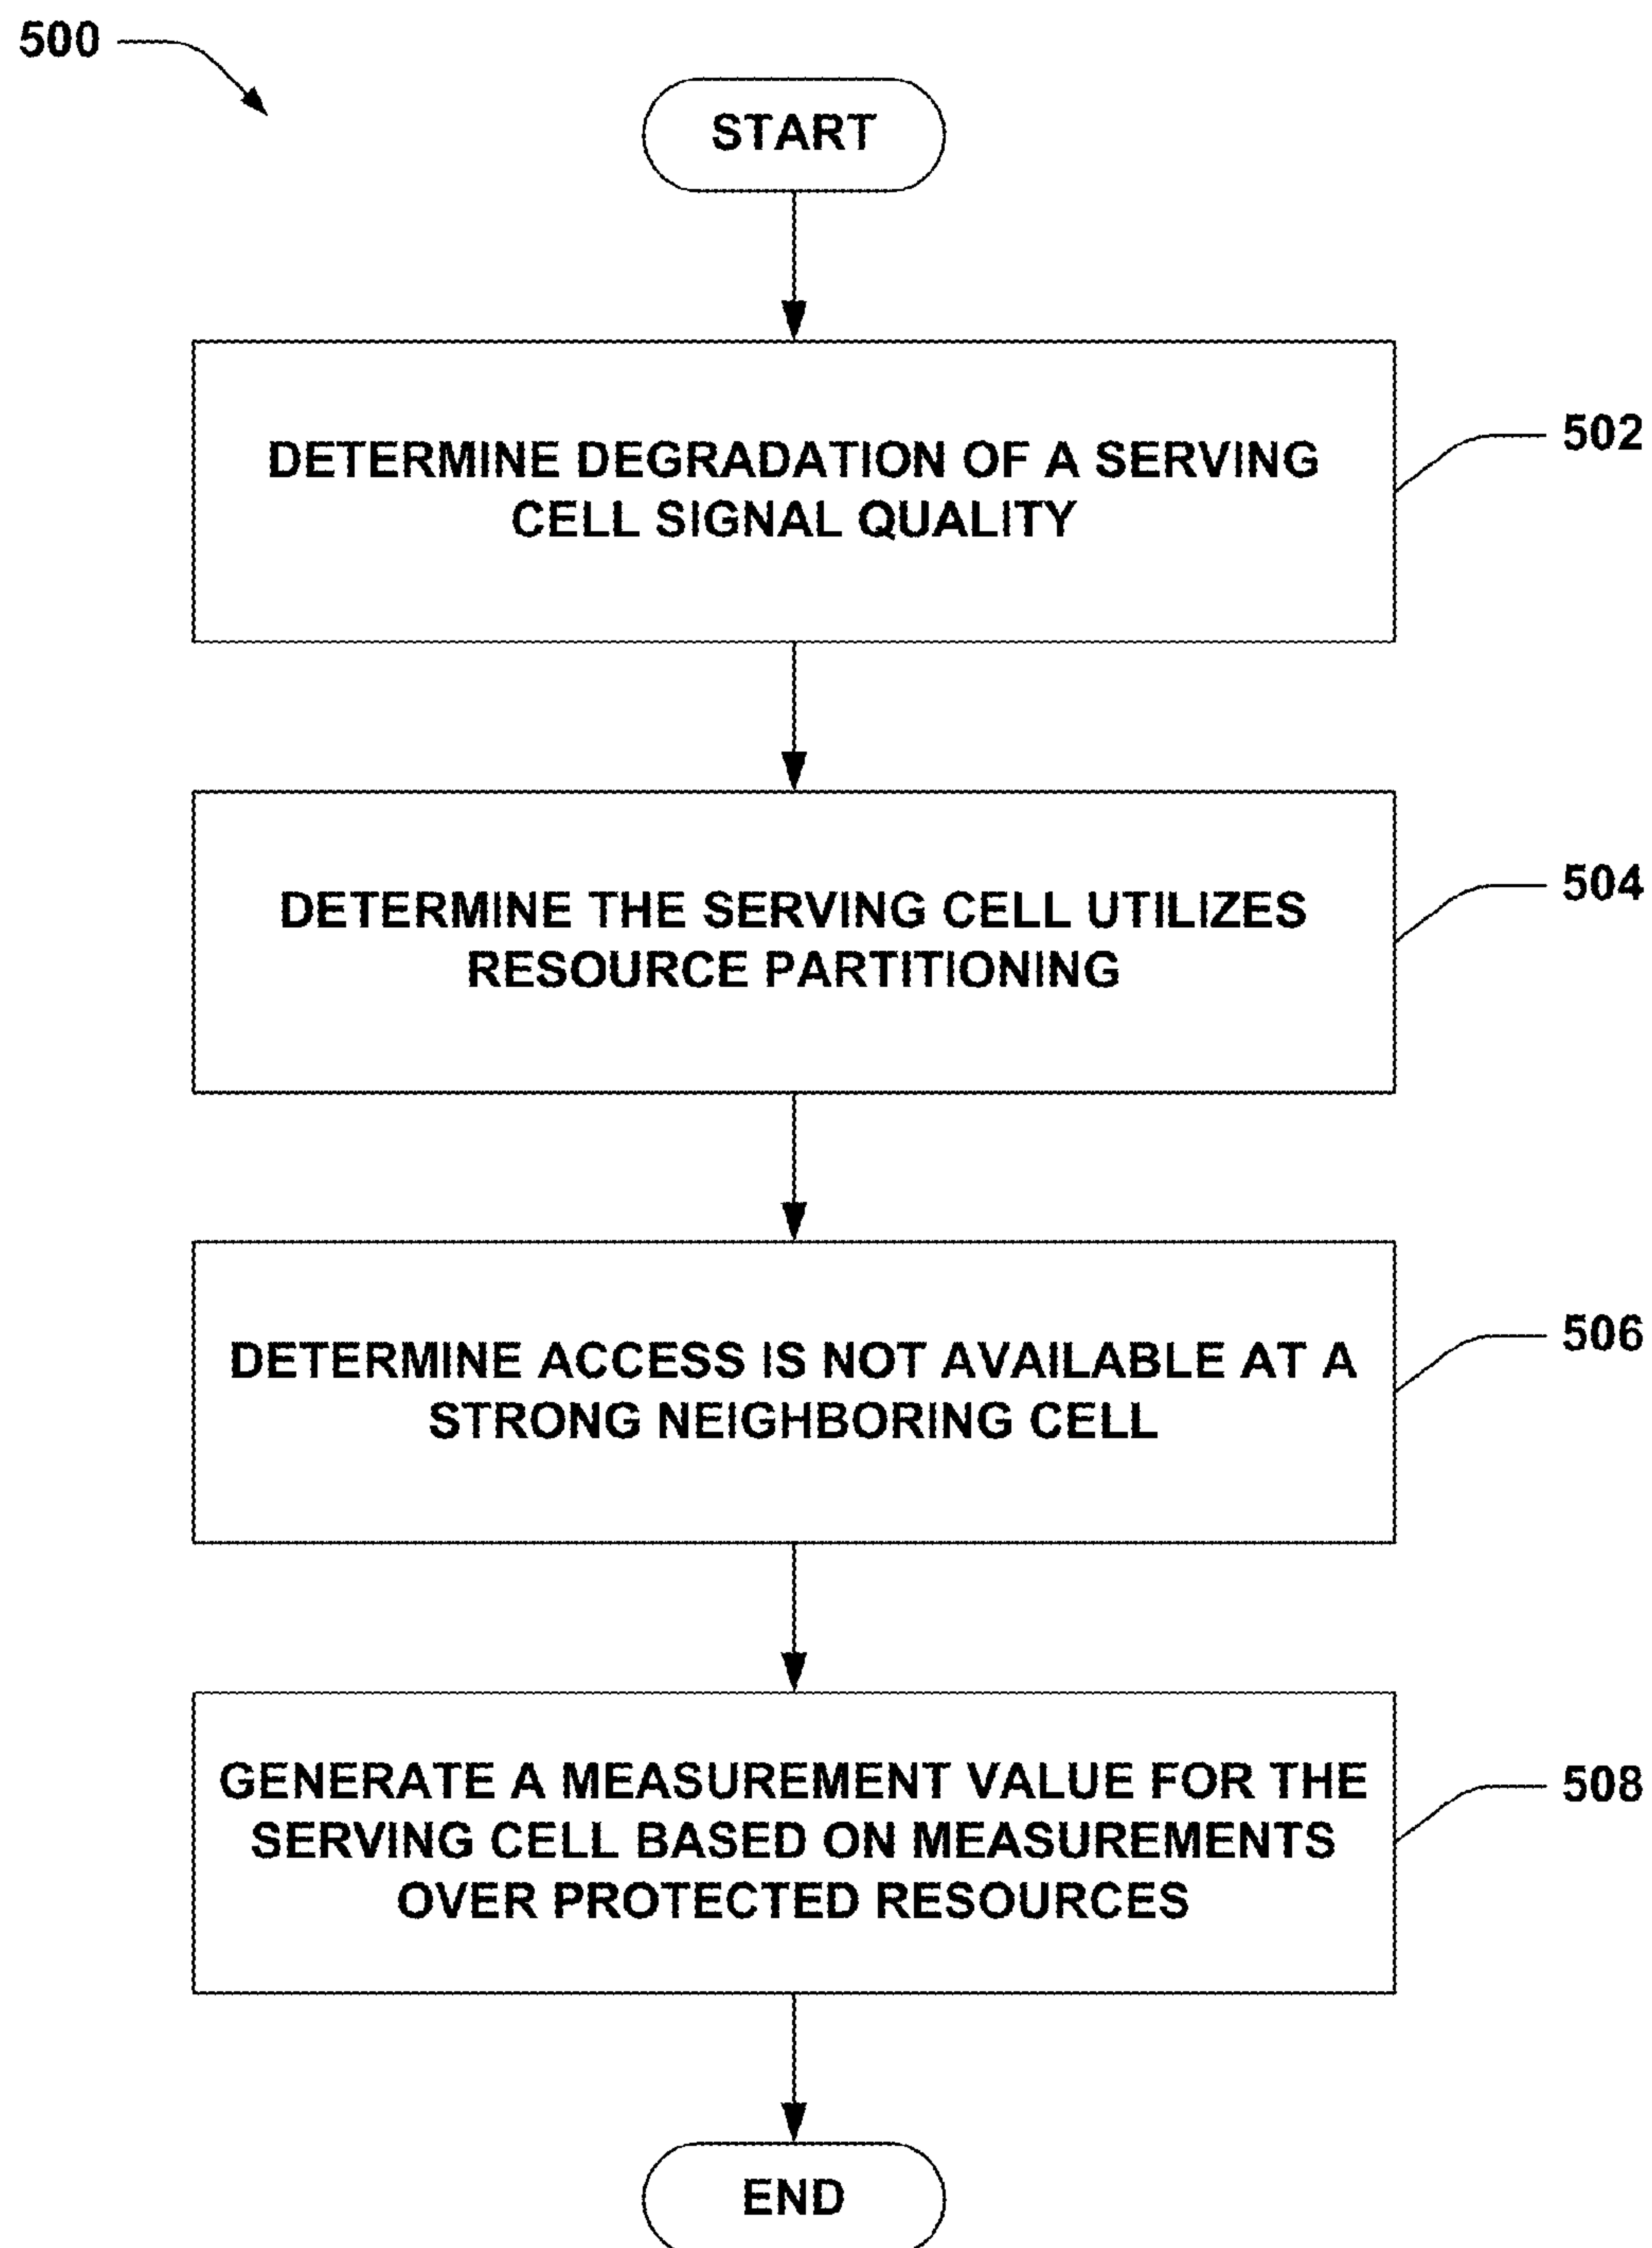 500
START
DETERMINE DEGRADATION OF A SERVING
CELL SIGNAL QUALITY
502
DETERMINE THE SERVING CELL UTILIZES
RESOURCE PARTITIONING
504
DETERMINE ACCESS IS NOT AVAILABLE AT A
STRONG NEIGHBORING CELL
506
GENERATE A MEASUREMENT VALUE FOR THE
SERVING CELL BASED ON MEASUREMENTS
OVER PROTECTED RESOURCES
508
END